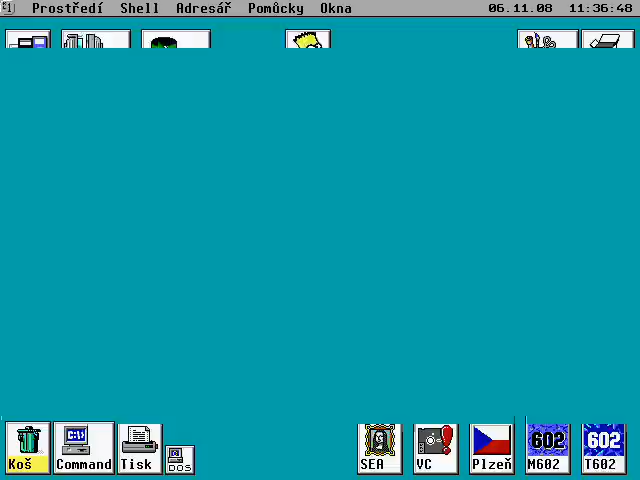 1 Prostředí Shell Adresář Pomůcky Okna 06.11.08 11:36:48
C:\
602 602
Koš Command Tisk DOS SEA VC Plzeň M602 T602